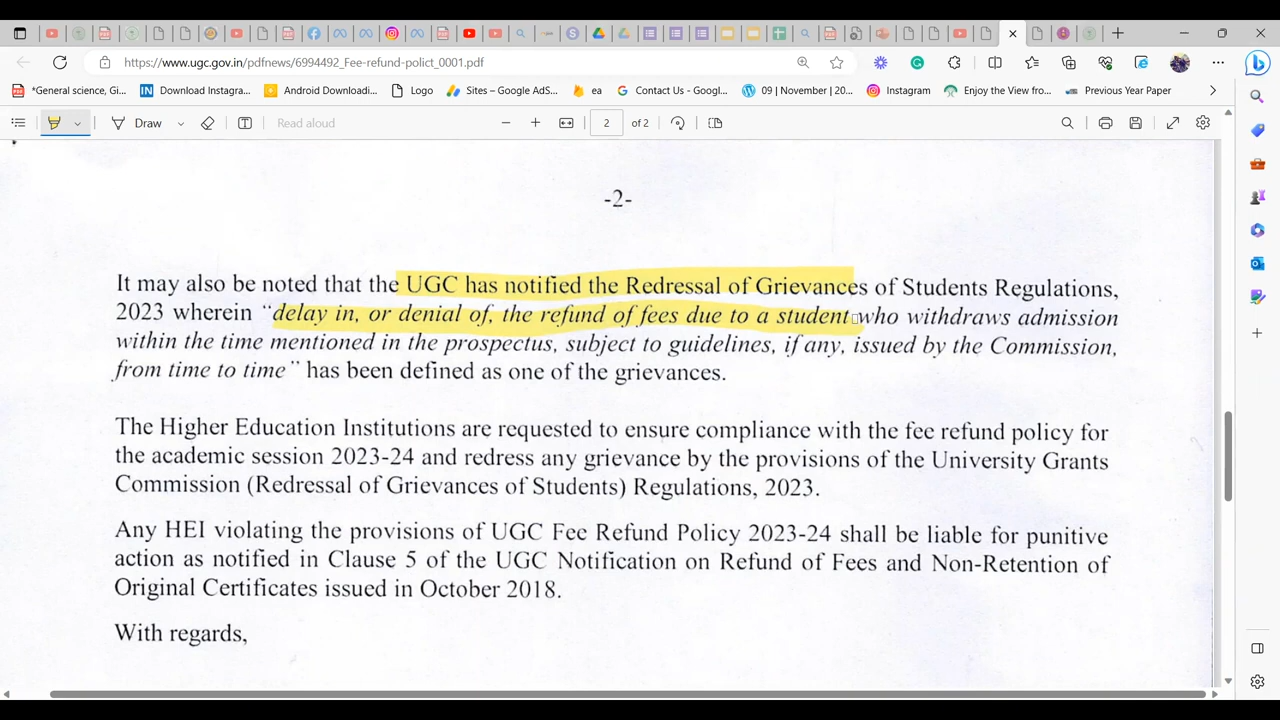 https://www.ugc.gov.in/pdfnews/6994492_Fee-refund-polict_0001.pdf
*General science, Gi...
Download Instagra...
Android Downloadi...
Logo
Sites – Google AdS...
ea
Contact Us - Googl...
09 | November | 20...
Instagram
Enjoy the View from...
Previous Year Paper
Draw
Read aloud
2
of 2
-2-
It may also be noted that the UGC has notified the Redressal of Grievances of Students Regulations,
2023 wherein “delay in, or denial of, the refund of fees due to a student who withdraws admission
within the time mentioned in the prospectus, subject to guidelines, if any, issued by the Commission,
from time to time” has been defined as one of the grievances.
The Higher Education Institutions are requested to ensure compliance with the fee refund policy for
the academic session 2023-24 and redress any grievance by the provisions of the University Grants
Commission (Redressal of Grievances of Students) Regulations, 2023.
Any HEI violating the provisions of UGC Fee Refund Policy 2023-24 shall be liable for punitive
action as notified in Clause 5 of the UGC Notification on Refund of Fees and Non-Retention of
Original Certificates issued in October 2018.
With regards,